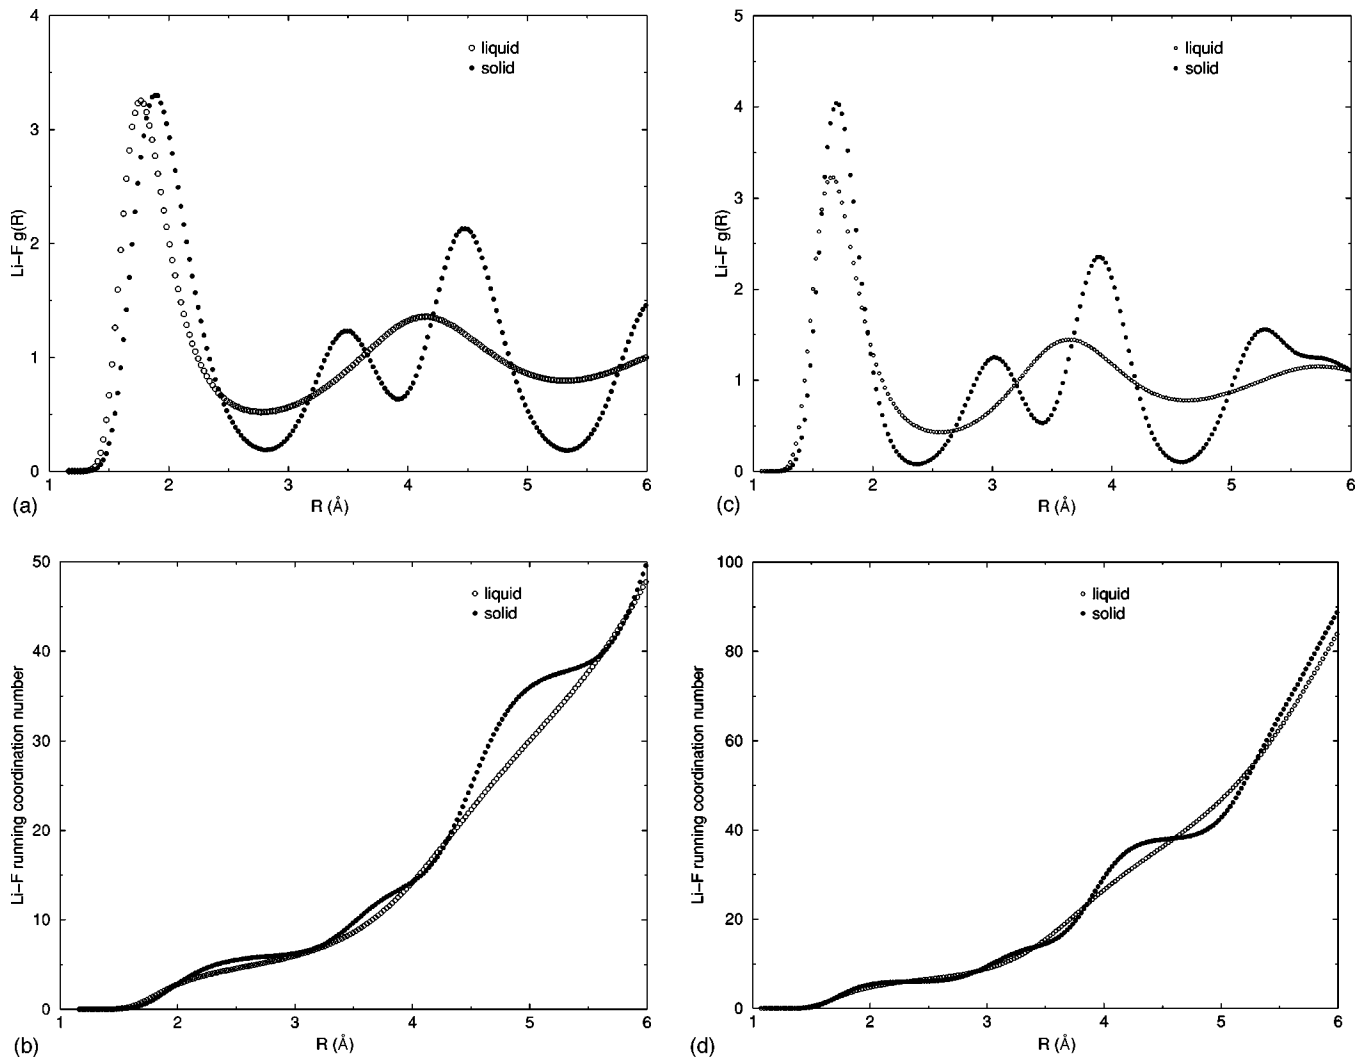 4
3
2
1
0
Li–F g(R)
liquid
solid
1 2 3 4 5 6
R (Å)
(a)
5
4
3
2
1
0
Li–F g(R)
liquid
solid
1 2 3 4 5 6
R (Å)
(c)
50
40
30
20
10
0
Li–F running coordination number
liquid
solid
1 2 3 4 5 6
R (Å)
(b)
100
80
60
40
20
0
Li–F running coordination number
liquid
solid
1 2 3 4 5 6
R (Å)
(d)